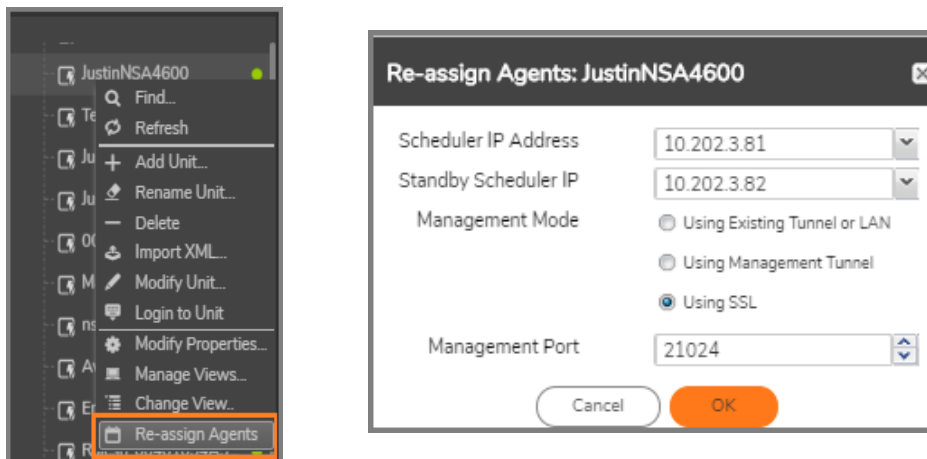 JustinNSA4600
Find...
Refresh
Add Unit...
Rename Unit...
Delete
Import XML...
Modify Unit...
Login to Unit
Modify Properties...
Manage Views...
Change View..
Re-assign Agents
Re-assign Agents: JustinNSA4600
Scheduler IP Address 10.202.3.81
Standby Scheduler IP 10.202.3.82
Management Mode Using Existing Tunnel or LAN
Using Management Tunnel
Using SSL
Management Port 21024
Cancel OK